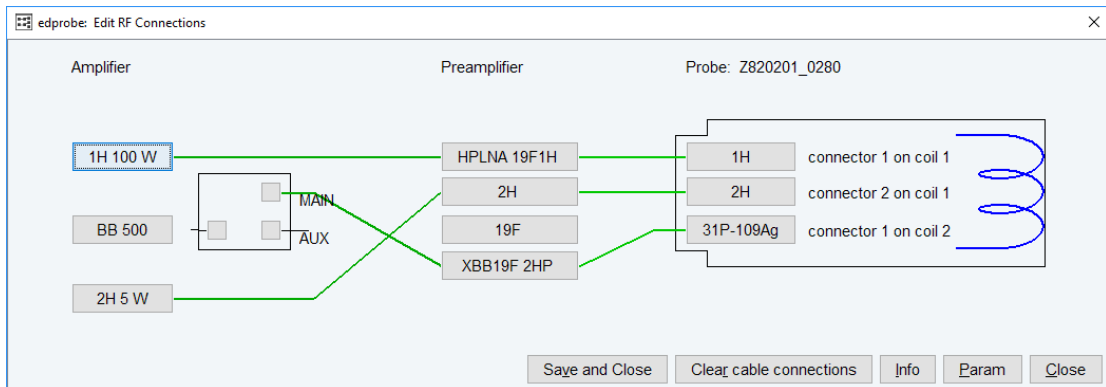 edprobe: Edit RF Connections
Amplifier Preamplifier Probe: Z820201_0280
1H 100 W HPLNA 19F1H 1H connector 1 on coil 1
MAIN 2H 2H connector 2 on coil 1
BB 500 AUX 19F 31P-109Ag connector 1 on coil 2
XBB19F 2HP
2H 5 W
Save and Close Clear cable connections Info Param Close